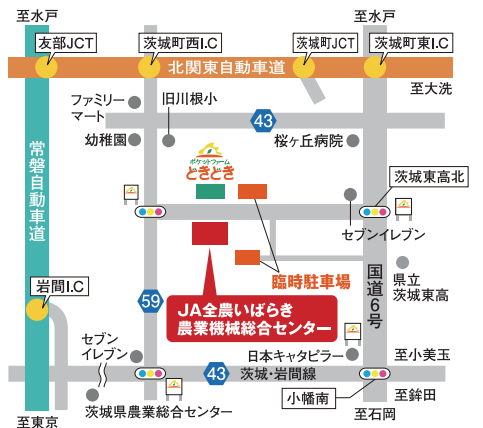 至水戸
至水戸
友部JCT
茨城町西I.C
茨城町JCT
茨城町東I.C
北関東自動車道
至大洗
ファミリー
マート
旧川根小
43
幼稚園
桜ヶ丘病院
常磐自動車道
ポケットファーム
どきどき
茨城東高北
セブンイレブン
臨時駐車場
国道6号
県立
茨城東高
岩間I.C
59
JA全農いばらき
農業機械総合センター
セブン
イレブン
日本キャタピラー
至小美玉
43
茨城・岩間線
至鉾田
茨城県農業総合センター
小幡南
至東京
至石岡